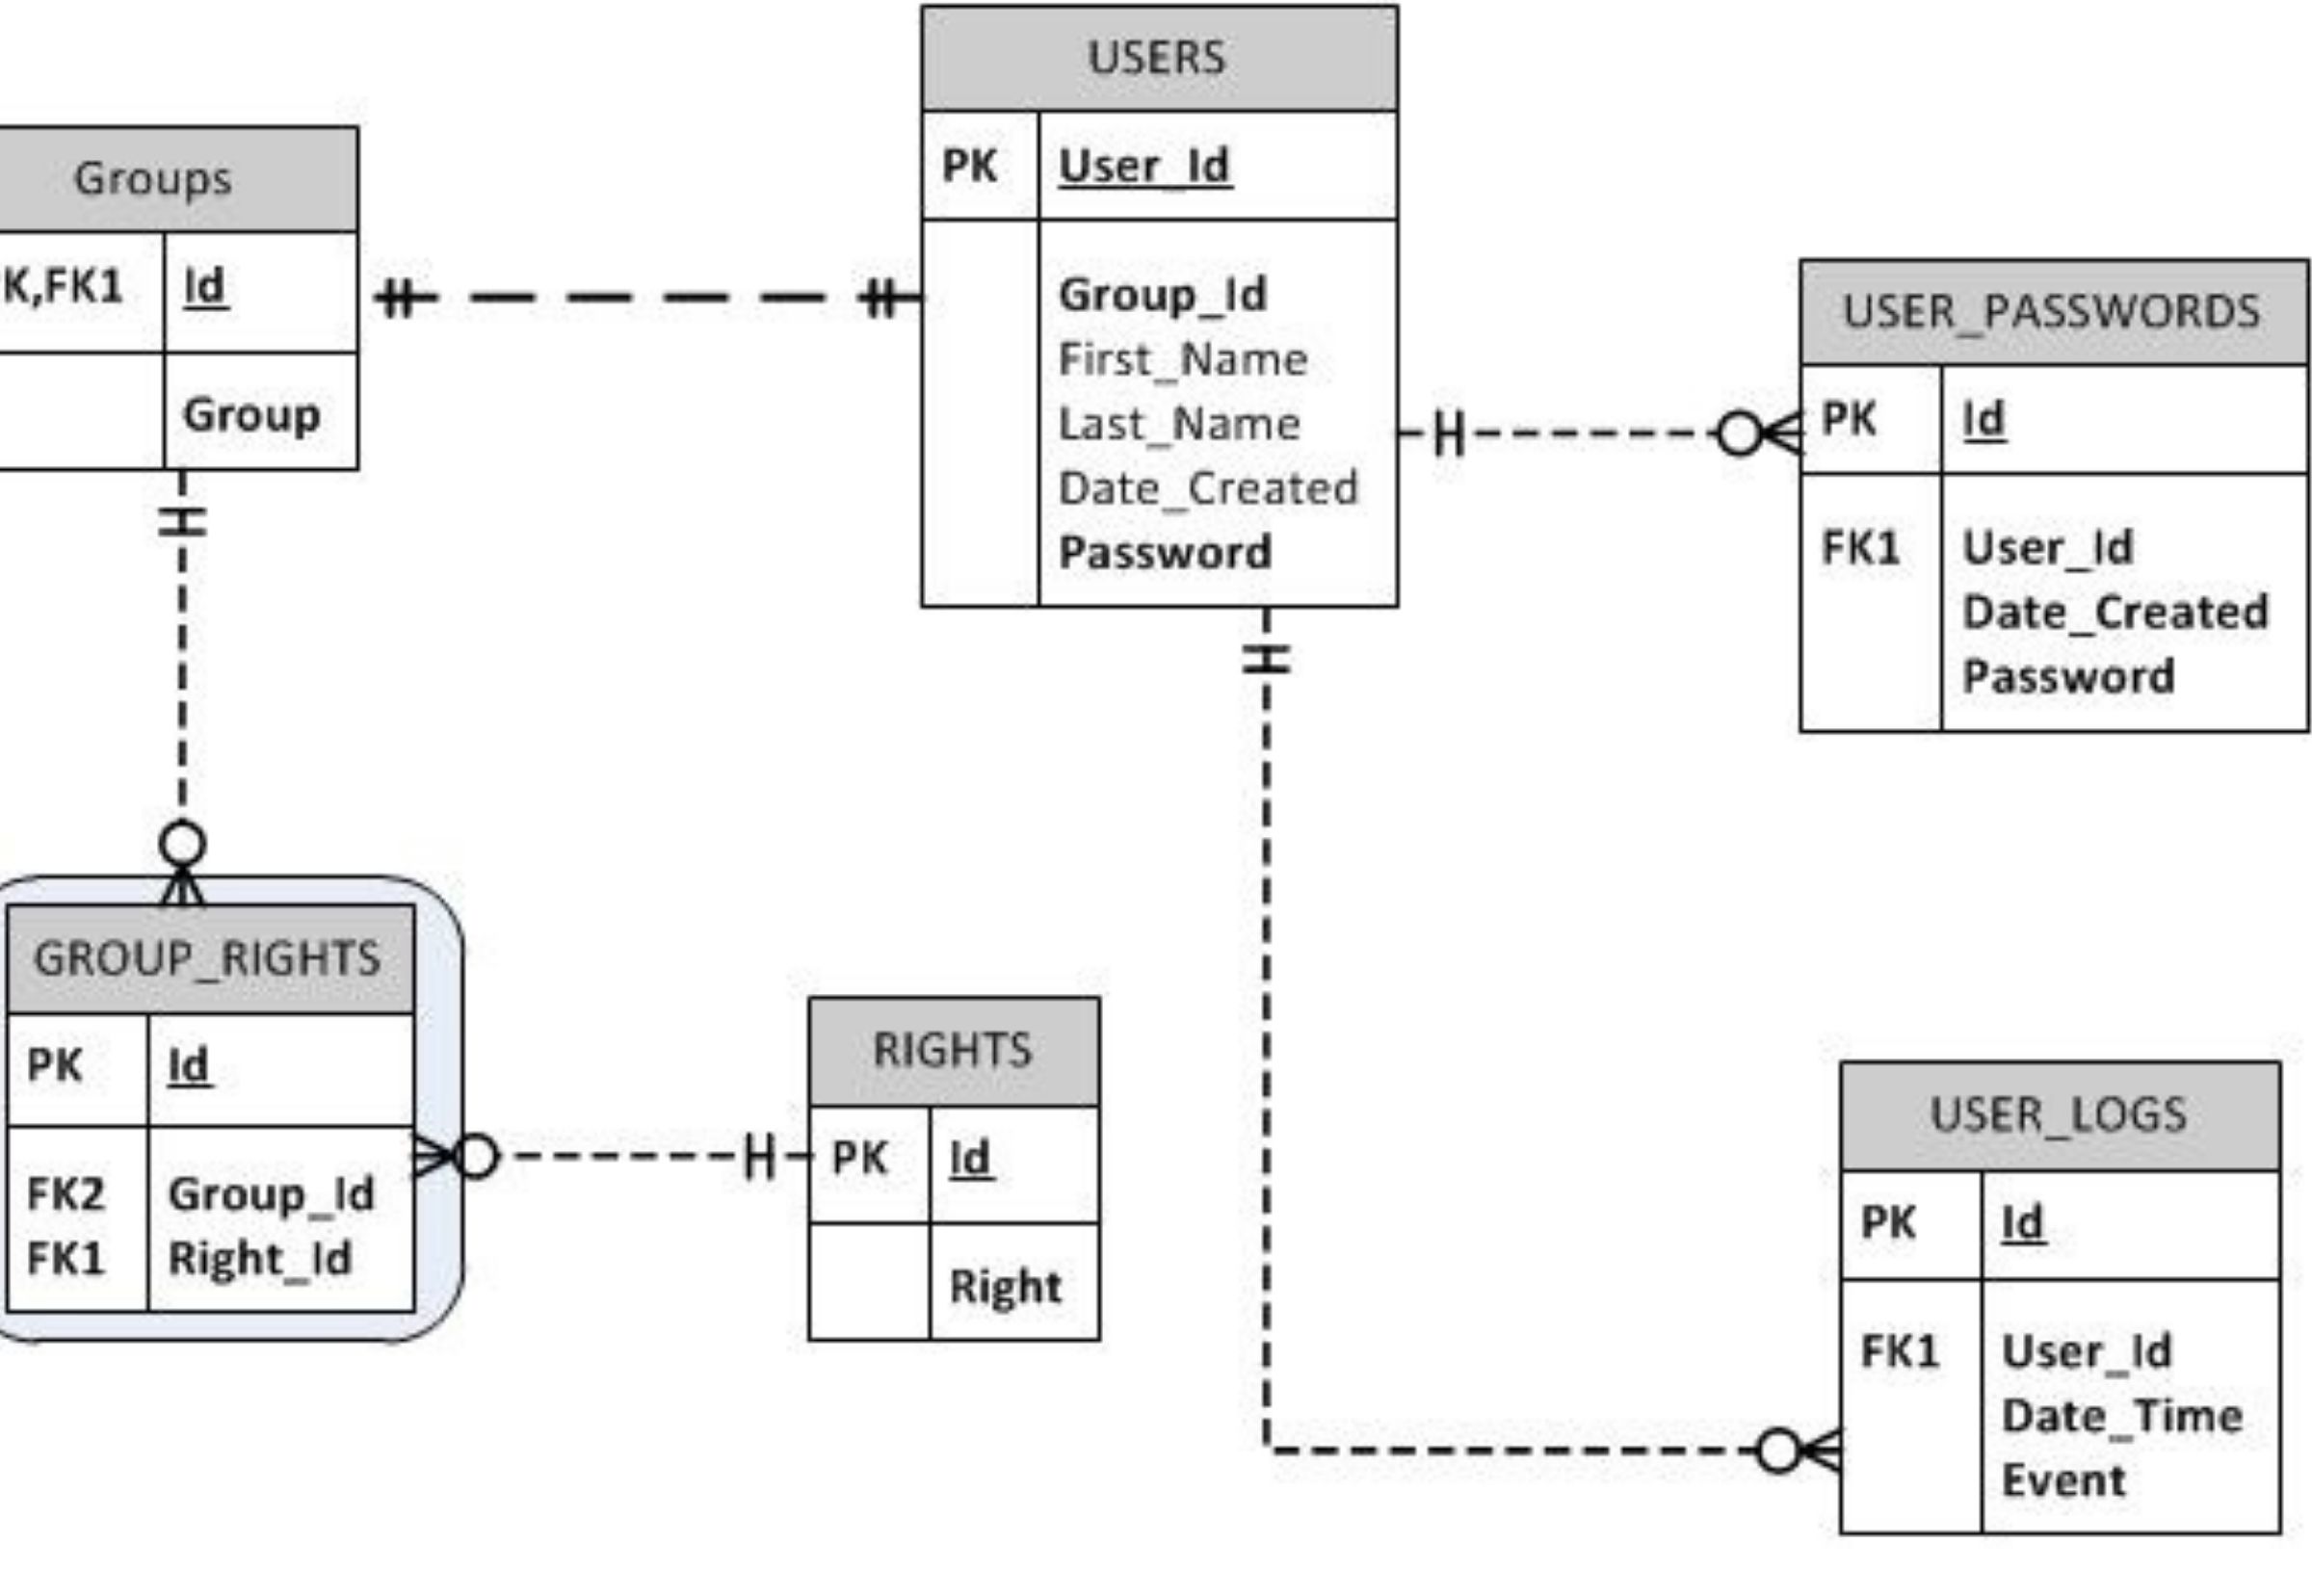 USERS
PK User_Id
Group_Id
First_Name
Last_Name
Date_Created
Password
Groups
K,FK1 Id
Group
USER_PASSWORDS
PK Id
FK1 User_Id
Date_Created
Password
GROUP_RIGHTS
PK Id
FK2 Group_Id
FK1 Right_Id
RIGHTS
PK Id
Right
USER_LOGS
PK Id
FK1 User_Id
Date_Time
Event